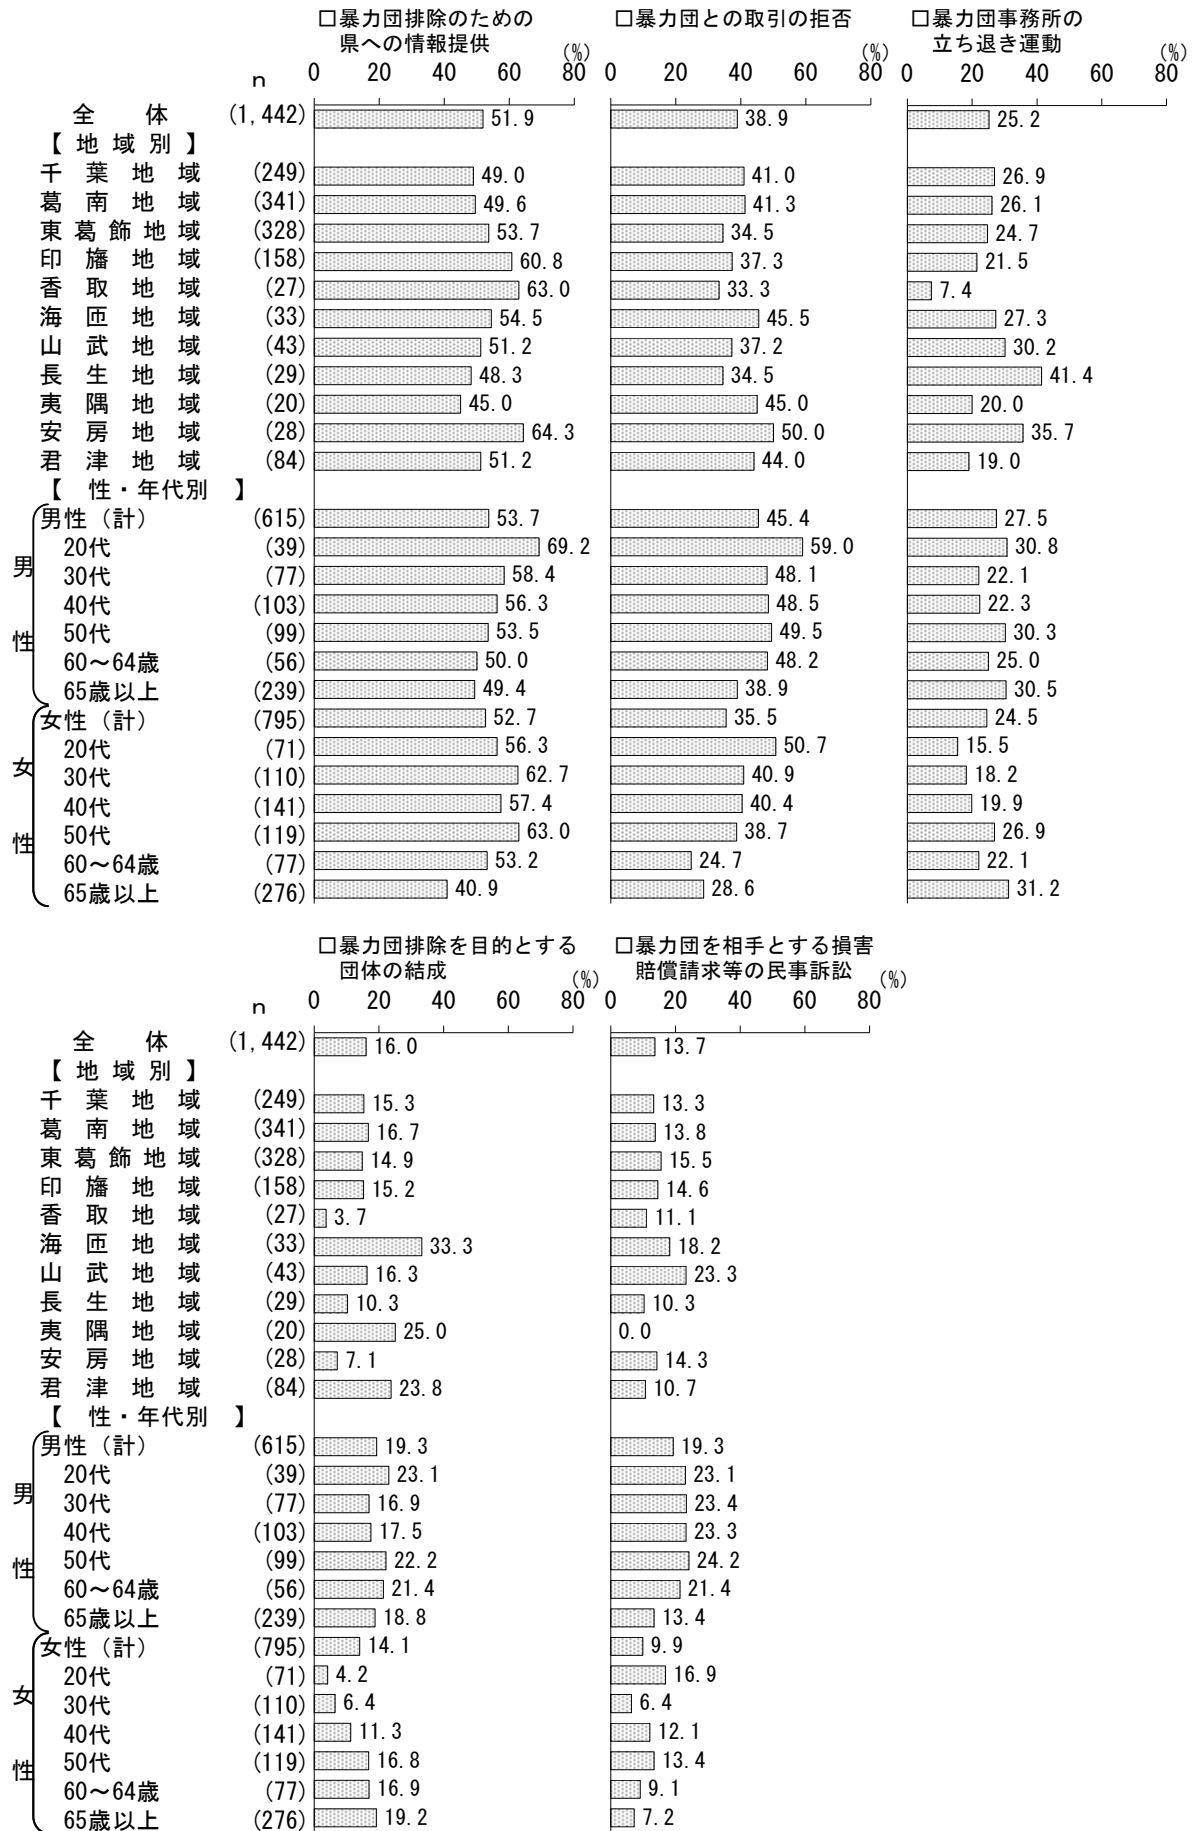 □暴力団排除のための 県への情報提供 □暴力団との取引の拒否 □暴力団事務所の 立ち退き運動
(%) (%) (%)
n 0 20 40 60 80 0 20 40 60 80 0 20 40 60 80
全体 (1,442) 51.9 38.9 25.2
【地域別】
千葉地域 (249) 49.0 41.0 26.9
葛南地域 (341) 49.6 41.3 26.1
東葛飾地域 (328) 53.7 34.5 24.7
印旛地域 (158) 60.8 37.3 21.5
香取地域 (27) 63.0 33.3 7.4
海匝地域 (33) 54.5 45.5 27.3
山武地域 (43) 51.2 37.2 30.2
長生地域 (29) 48.3 34.5 41.4
夷隅地域 (20) 45.0 45.0 20.0
安房地域 (28) 64.3 50.0 35.7
君津地域 (84) 51.2 44.0 19.0
【性・年代別】
男性
男性(計) (615) 53.7 45.4 27.5
20代 (39) 69.2 59.0 30.8
30代 (77) 58.4 48.1 22.1
40代 (103) 56.3 48.5 22.3
50代 (99) 53.5 49.5 30.3
60～64歳 (56) 50.0 48.2 25.0
65歳以上 (239) 49.4 38.9 30.5
女性
女性(計) (795) 52.7 35.5 24.5
20代 (71) 56.3 50.7 15.5
30代 (110) 62.7 40.9 18.2
40代 (141) 57.4 40.4 19.9
50代 (119) 63.0 38.7 26.9
60～64歳 (77) 53.2 24.7 22.1
65歳以上 (276) 40.9 28.6 31.2
□暴力団排除を目的とする 団体の結成 □暴力団を相手とする損害 賠償請求等の民事訴訟
(%) (%)
n 0 20 40 60 80 0 20 40 60 80
全体 (1,442) 16.0 13.7
【地域別】
千葉地域 (249) 15.3 13.3
葛南地域 (341) 16.7 13.8
東葛飾地域 (328) 14.9 15.5
印旛地域 (158) 15.2 14.6
香取地域 (27) 3.7 11.1
海匝地域 (33) 33.3 18.2
山武地域 (43) 16.3 23.3
長生地域 (29) 10.3 10.3
夷隅地域 (20) 25.0 0.0
安房地域 (28) 7.1 14.3
君津地域 (84) 23.8 10.7
【性・年代別】
男性
男性(計) (615) 19.3 19.3
20代 (39) 23.1 23.1
30代 (77) 16.9 23.4
40代 (103) 17.5 23.3
50代 (99) 22.2 24.2
60～64歳 (56) 21.4 21.4
65歳以上 (239) 18.8 13.4
女性
女性(計) (795) 14.1 9.9
20代 (71) 4.2 16.9
30代 (110) 6.4 6.4
40代 (141) 11.3 12.1
50代 (119) 16.8 13.4
60～64歳 (77) 16.9 9.1
65歳以上 (276) 19.2 7.2